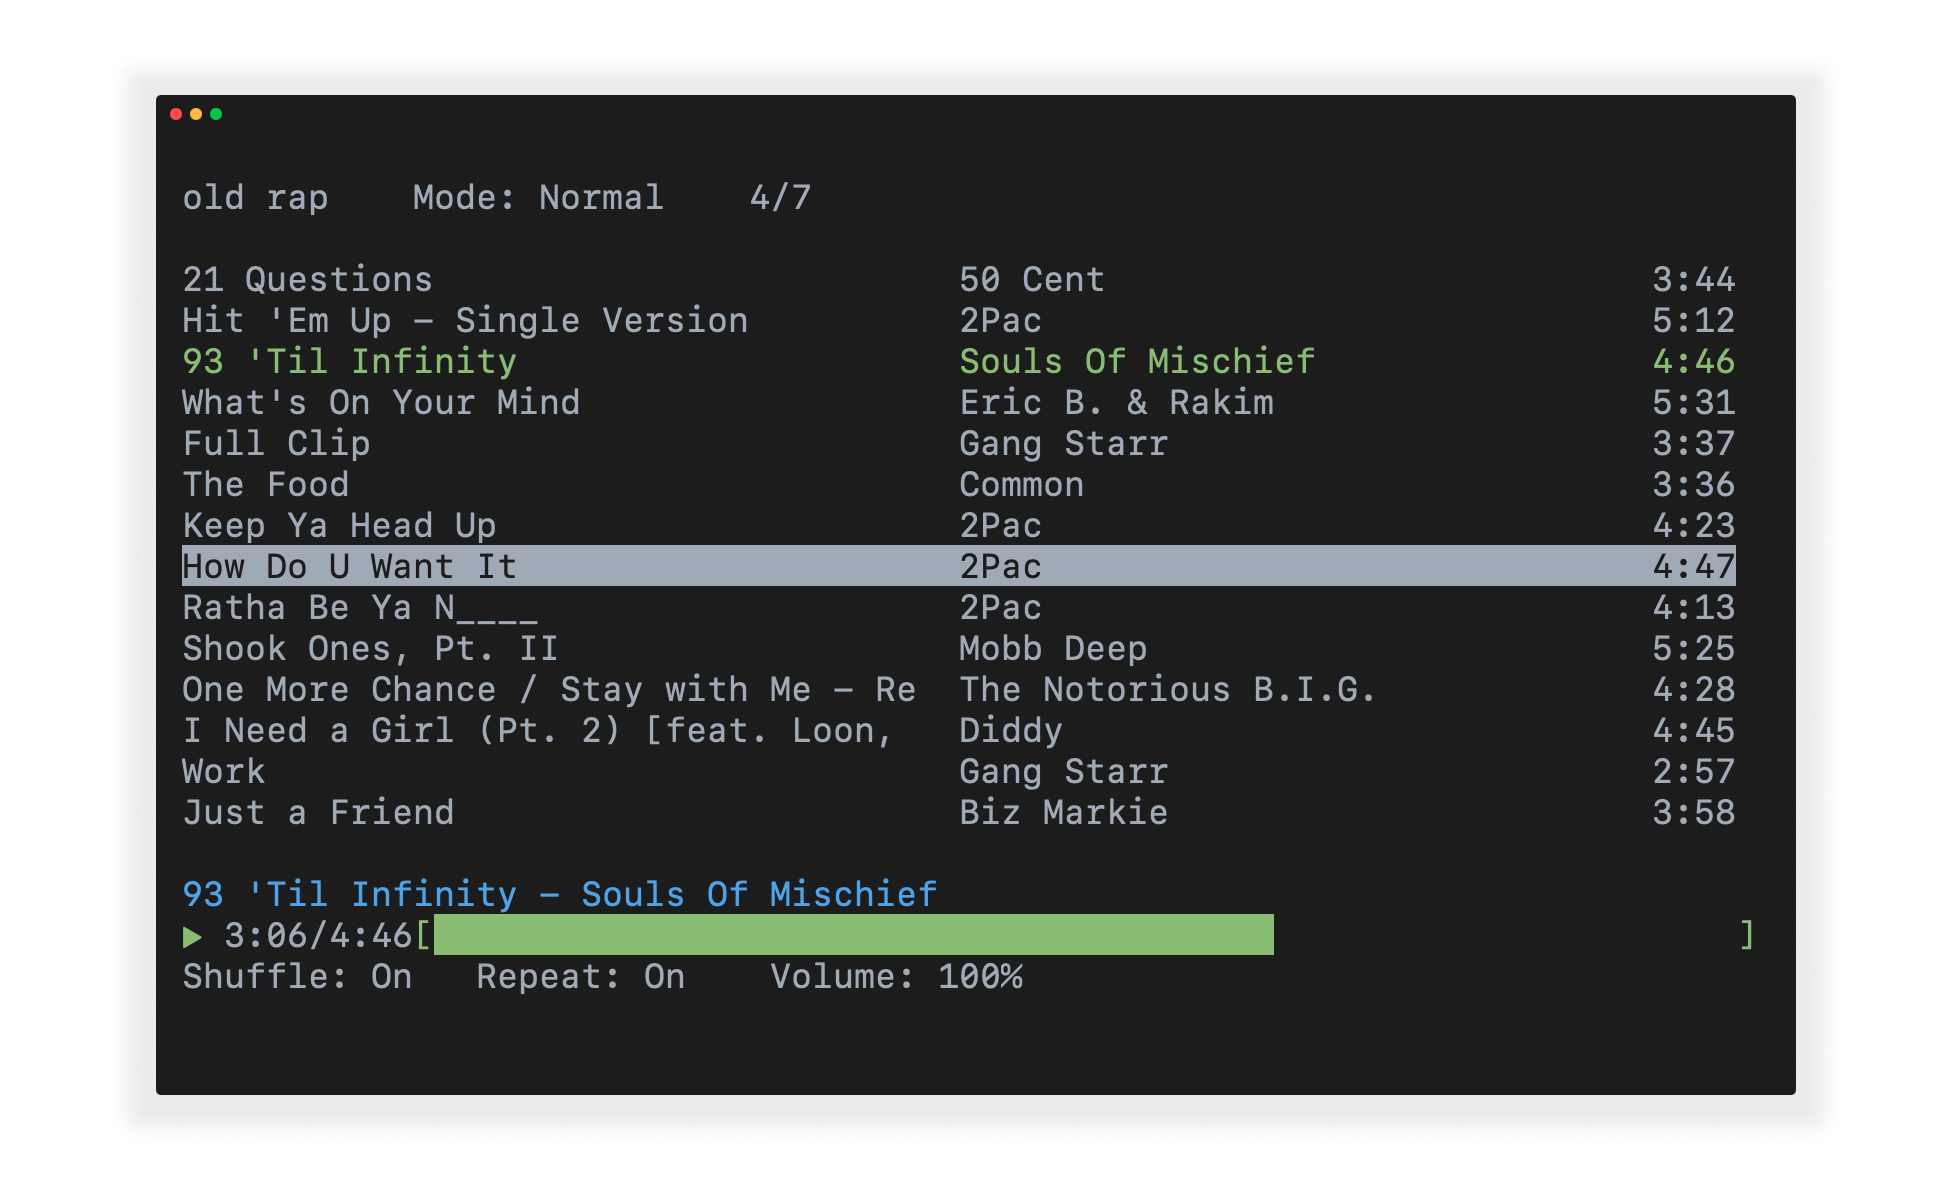 old rap    Mode: Normal    4/7
21 Questions    50 Cent    3:44
Hit 'Em Up – Single Version    2Pac    5:12
93 'Til Infinity    Souls Of Mischief    4:46
What's On Your Mind    Eric B. & Rakim    5:31
Full Clip    Gang Starr    3:37
The Food    Common    3:36
Keep Ya Head Up    2Pac    4:23
How Do U Want It    2Pac    4:47
Ratha Be Ya N____    2Pac    4:13
Shook Ones, Pt. II    Mobb Deep    5:25
One More Chance / Stay with Me – Re    The Notorious B.I.G.    4:28
I Need a Girl (Pt. 2) [feat. Loon,    Diddy    4:45
Work    Gang Starr    2:57
Just a Friend    Biz Markie    3:58
93 'Til Infinity – Souls Of Mischief
▶ 3:06/4:46[ ]
Shuffle: On   Repeat: On    Volume: 100%